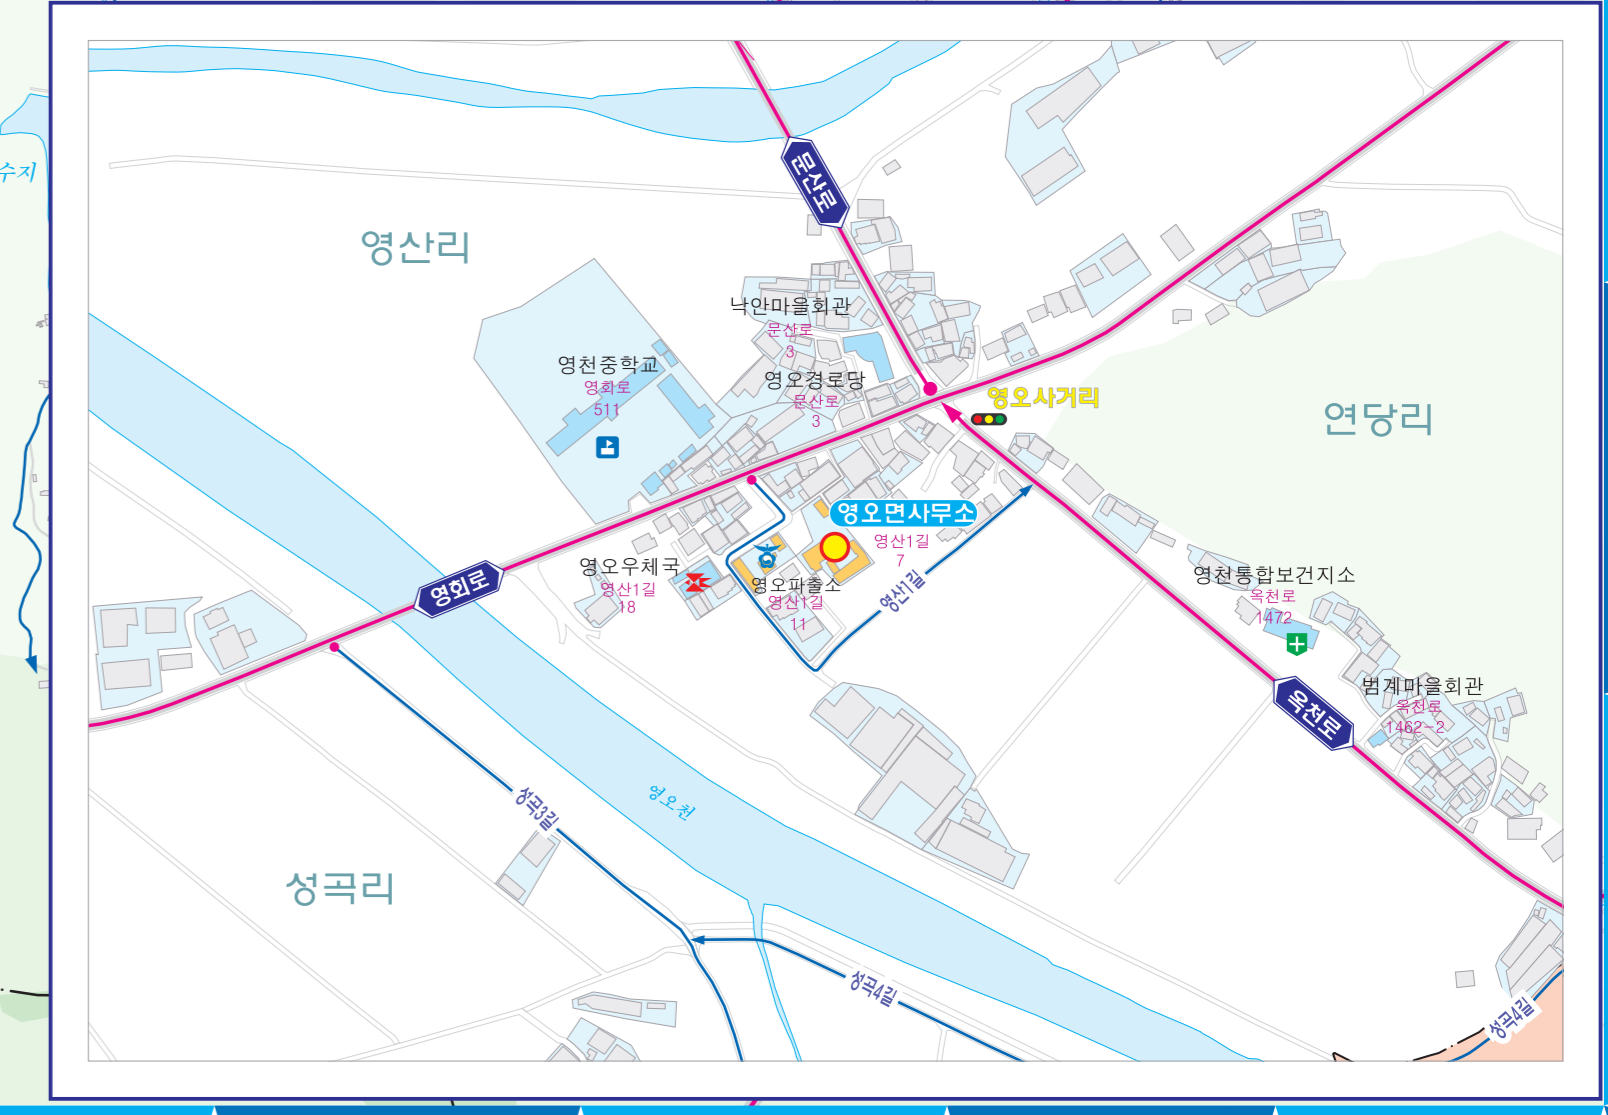 수지
문산로
영산리
낙안마을회관
문산로
3
영천중학교
영회로
511
영오경로당
문산로
3
영오사거리
연당리
영오면사무소
영산1길
7
영오우체국
영산1길
18
영오파출소
영산1길
11
영산1길
영회로
영천통합보건지소
옥천로
1472
범계마을회관
옥천로
1462-2
옥천로
성곡3길
영오천
성곡리
성곡4길
성곡4길